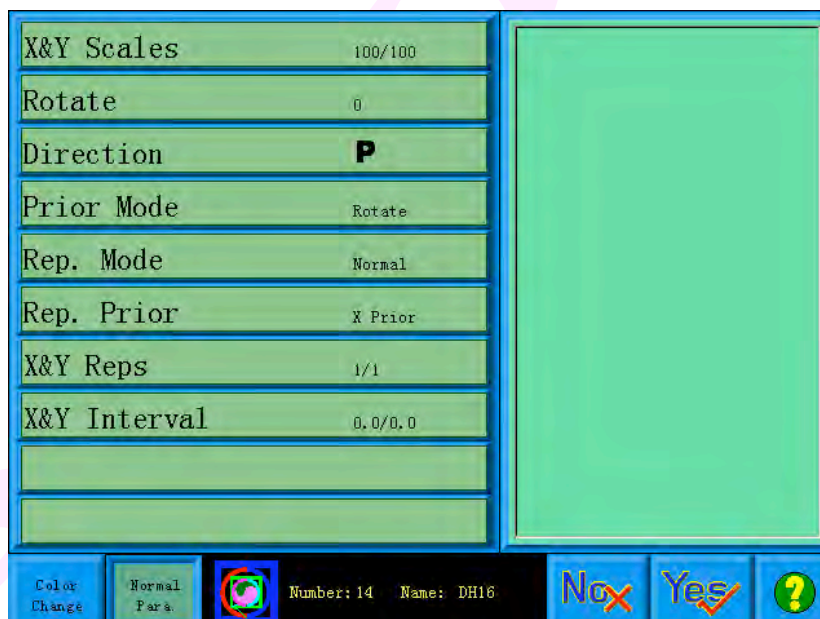 X&Y Scales 100/100
Rotate 0
Direction P
Prior Mode Rotate
Rep. Mode Normal
Rep. Prior X Prior
X&Y Reps 1/1
X&Y Interval 0.0/0.0
Color Change
Normal Para
Number: 14 Name: DH16
No
Yes
?